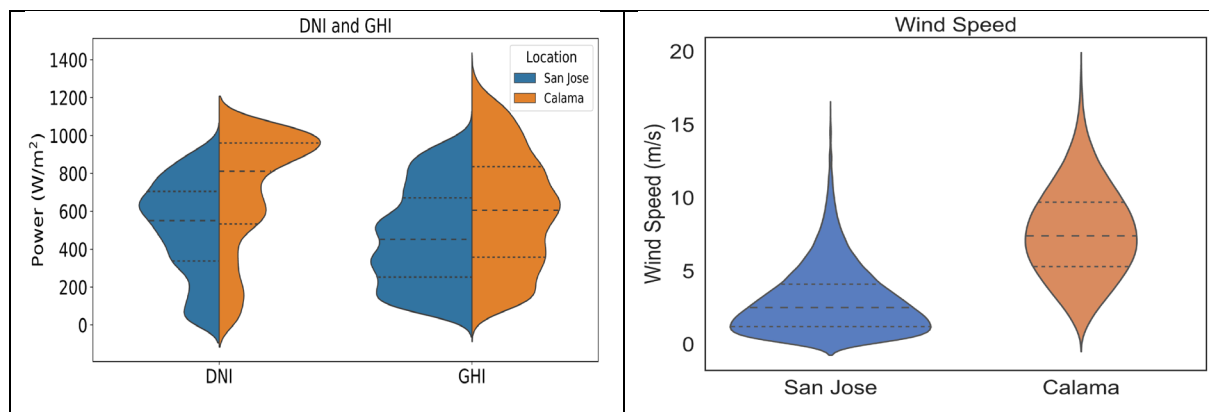 DNI and GHI
1400
1200
1000
800
600
400
200
0
Power (W/m²)
Location
San Jose
Calama
DNI
GHI
Wind Speed
20
15
10
5
0
Wind Speed (m/s)
San Jose
Calama